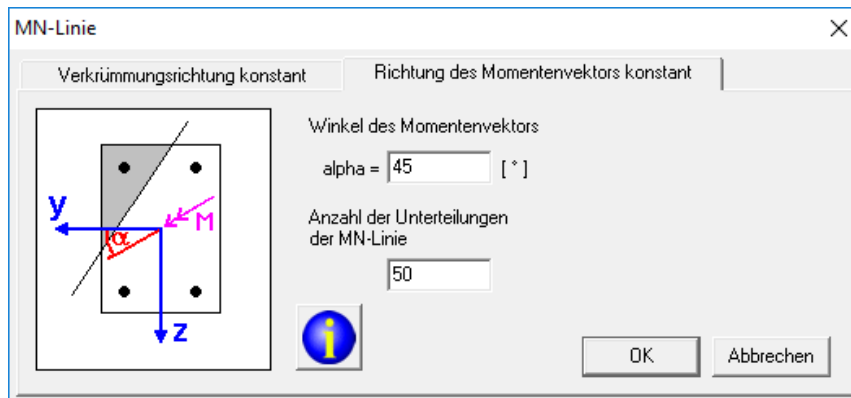 MN-Linie
Verkrümmungsrichtung konstant
Richtung des Momentenvektors konstant
Winkel des Momentenvektors
alpha = 45 [ ° ]
Anzahl der Unterteilungen
der MN-Linie
50
y
M
α
z
i
OK
Abbrechen